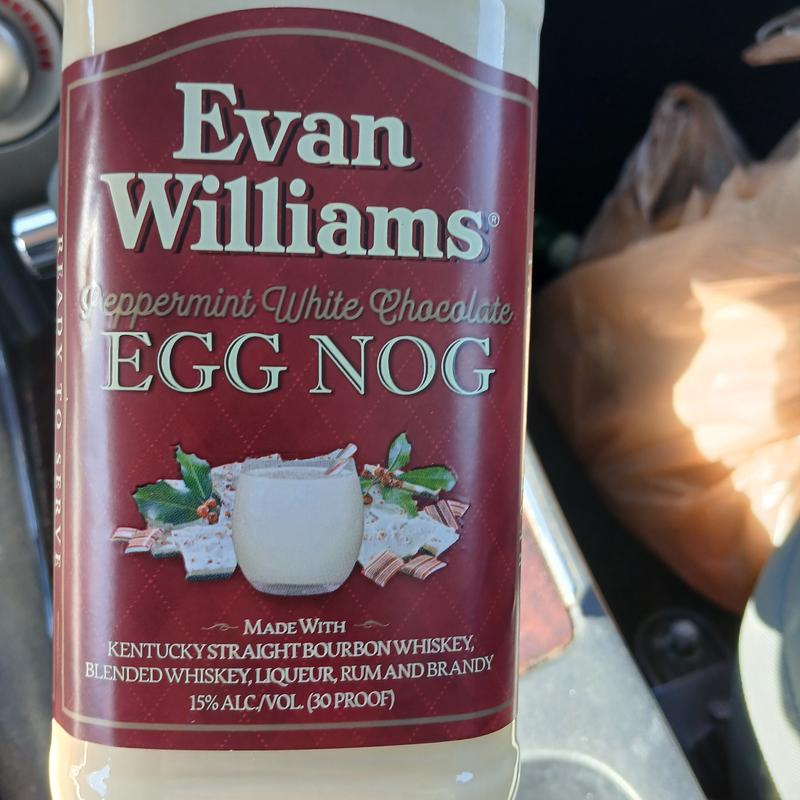 Evan
Williams®
Peppermint White Chocolate
EGG NOG
READY TO SERVE
MADE WITH
KENTUCKY STRAIGHT BOURBON WHISKEY,
BLENDED WHISKEY, LIQUEUR, RUM AND BRANDY
15% ALC./VOL. (30 PROOF)